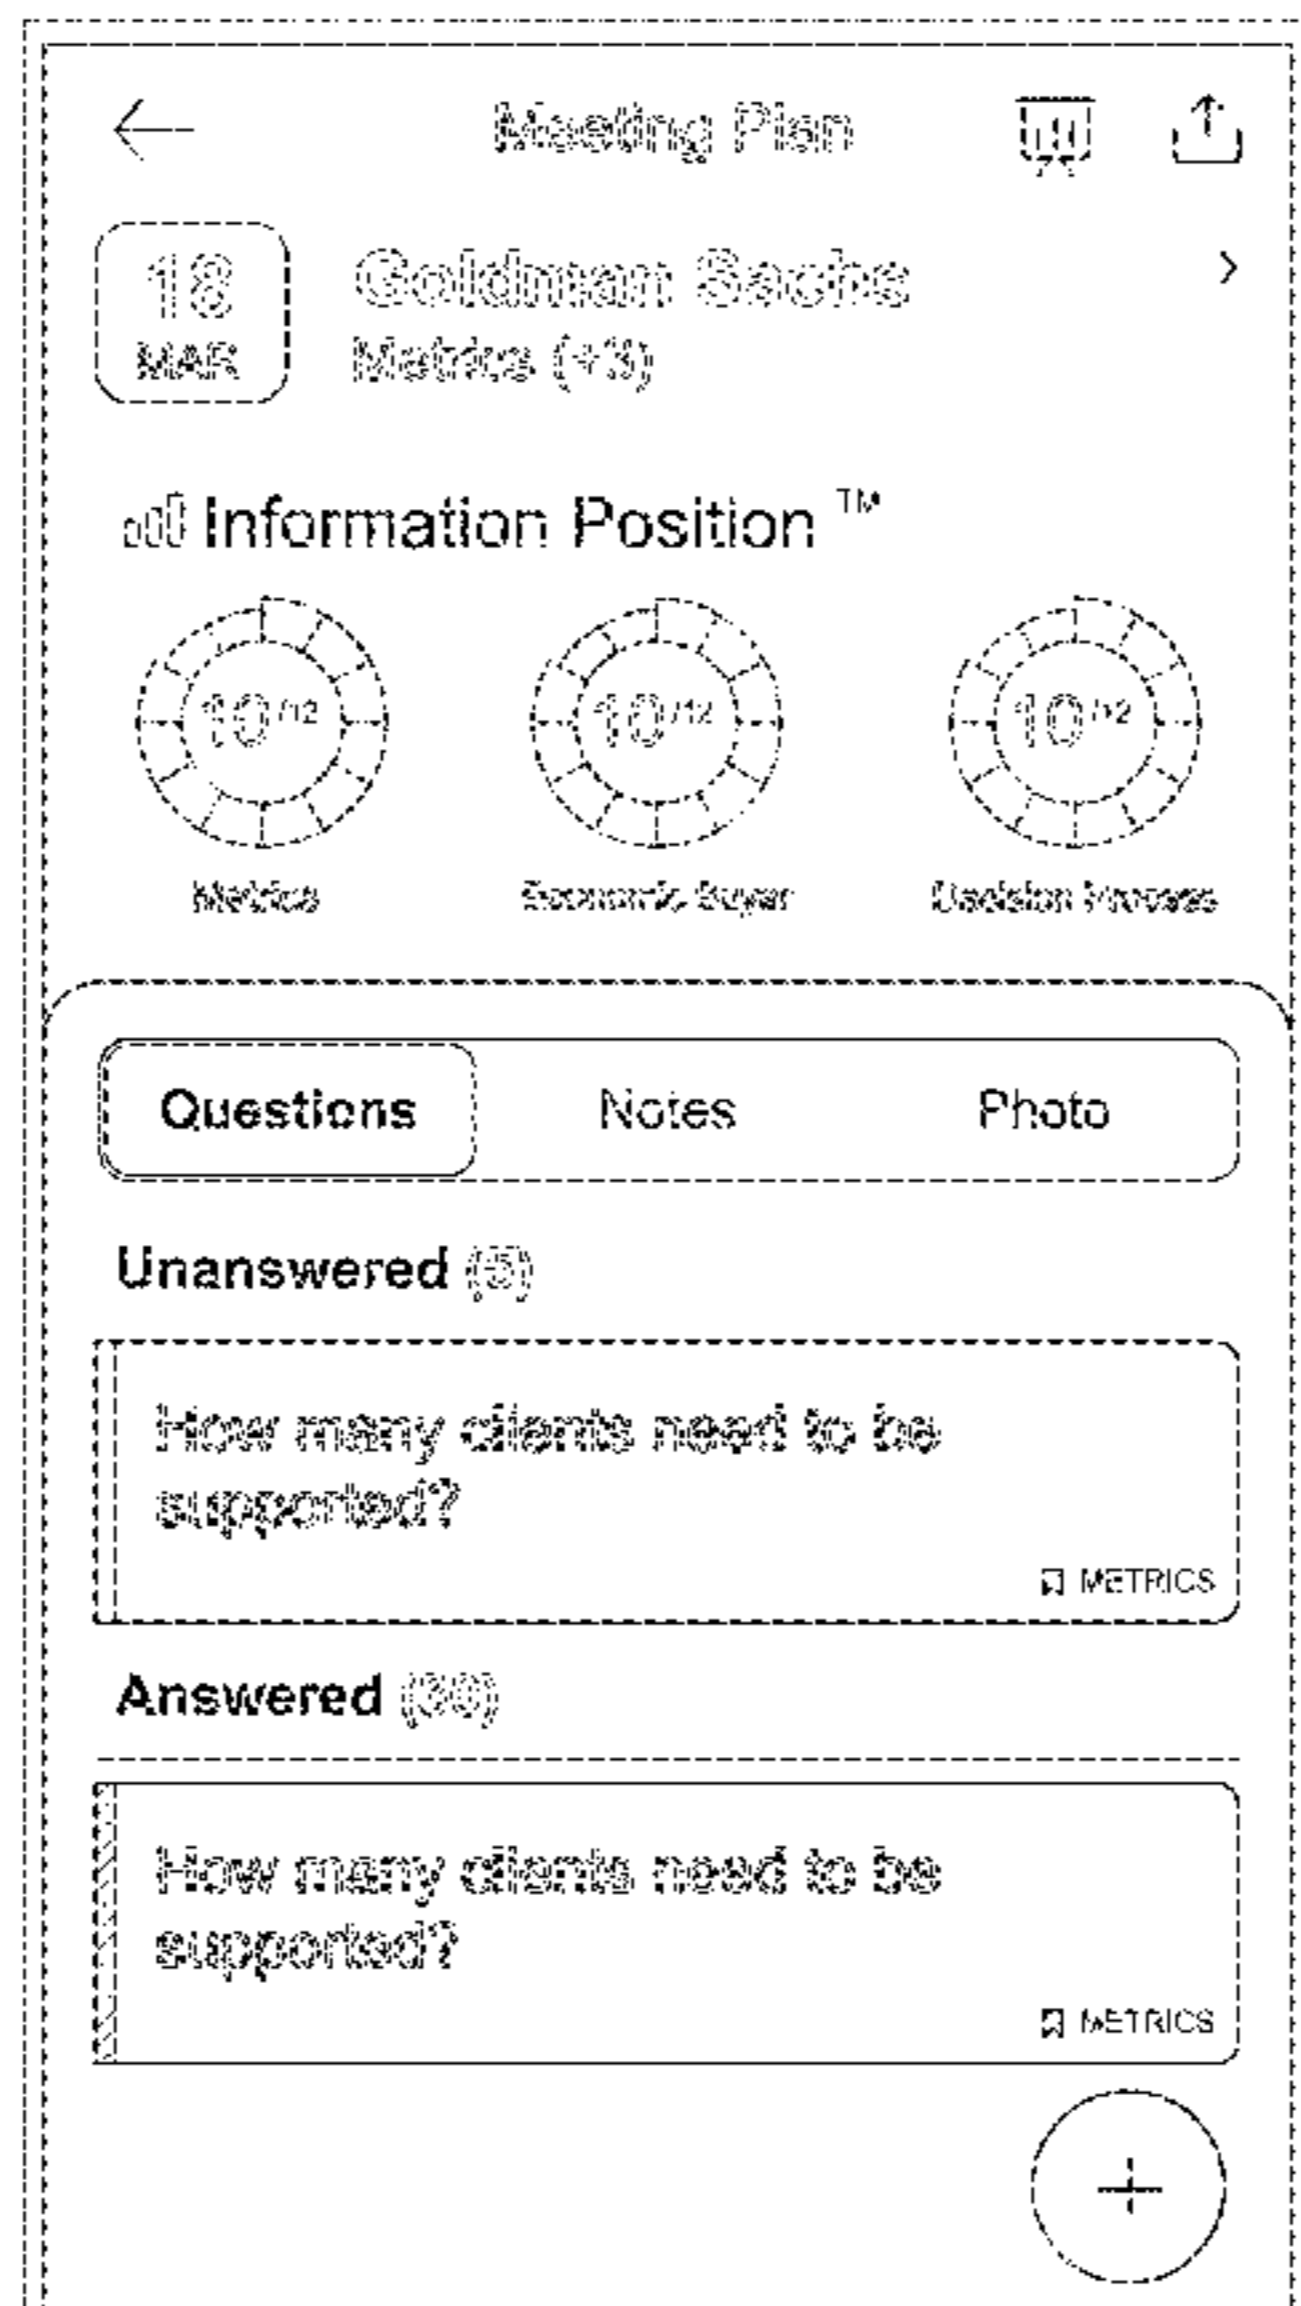 Meeting Plan
18
MAR
Goldman Sachs
Metrics (+3)
Information Position ™
10/12
10/12
10/12
Metrics
Economic Buyer
Decision Process
Questions
Notes
Photo
Unanswered (5)
How many clients need to be
supported?
METRICS
Answered (30)
How many clients need to be
supported?
METRICS